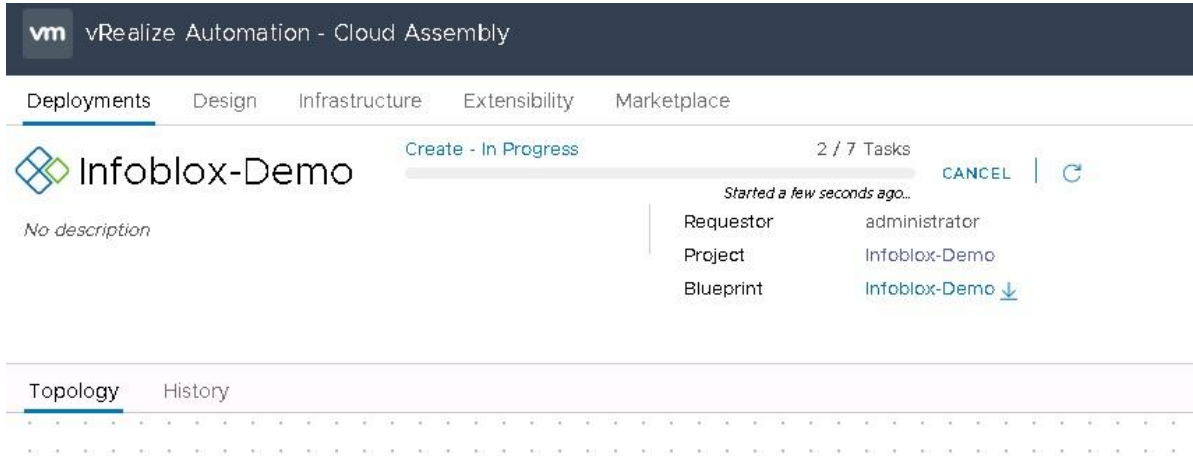 vm vRealize Automation - Cloud Assembly
Deployments Design Infrastructure Extensibility Marketplace
Infoblox-Demo
Create - In Progress 2 / 7 Tasks
CANCEL
Started a few seconds ago...
No description
Requestor administrator
Project Infoblox-Demo
Blueprint Infoblox-Demo
Topology History